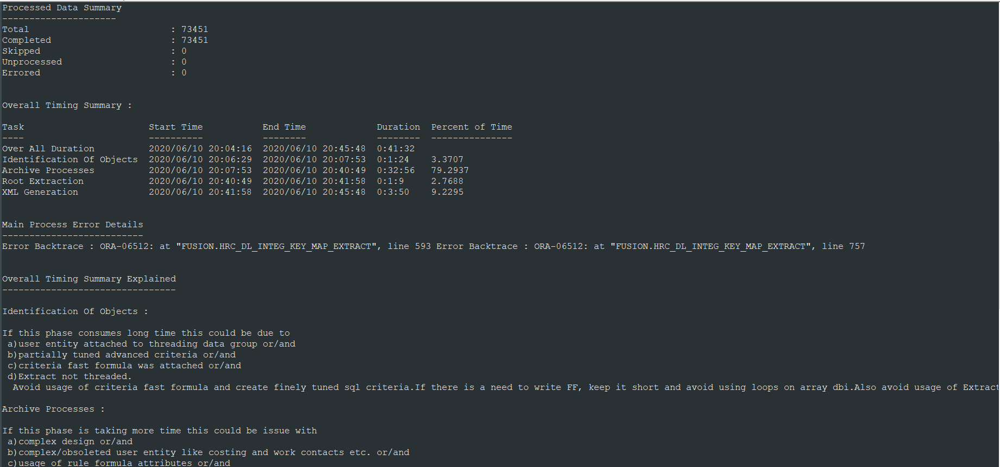 Processed Data Summary
---------------------
Total : 73451
Completed : 73451
Skipped : 0
Unprocessed : 0
Errored : 0
Overall Timing Summary :
Task Start Time End Time Duration Percent of Time
---- ---------- -------- -------- ---------------
Over All Duration 2020/06/10 20:04:16 2020/06/10 20:45:48 0:41:32
Identification Of Objects 2020/06/10 20:06:29 2020/06/10 20:07:53 0:1:24 3.3707
Archive Processes 2020/06/10 20:07:53 2020/06/10 20:40:49 0:32:56 79.2937
Root Extraction 2020/06/10 20:40:49 2020/06/10 20:41:58 0:1:9 2.7688
XML Generation 2020/06/10 20:41:58 2020/06/10 20:45:48 0:3:50 9.2295
Main Process Error Details
--------------------------
Error Backtrace : ORA-06512: at "FUSION.HRC_DL_INTEG_KEY_MAP_EXTRACT", line 593 Error Backtrace : ORA-06512: at "FUSION.HRC_DL_INTEG_KEY_MAP_EXTRACT", line 757
Overall Timing Summary Explained
--------------------------------
Identification Of Objects :
If this phase consumes long time this could be due to
a)user entity attached to threading data group or/and
b)partially tuned advanced criteria or/and
c)criteria fast formula was attached or/and
d)Extract not threaded.
Avoid usage of criteria fast formula and create finely tuned sql criteria.If there is a need to write FF, keep it short and avoid using loops on array dbi.Also avoid usage of Extract
Archive Processes :
If this phase is taking more time this could be issue with
a)complex design or/and
b)complex/obsoleted user entity like costing and work contacts etc. or/and
c)usage of rule formula attributes or/and